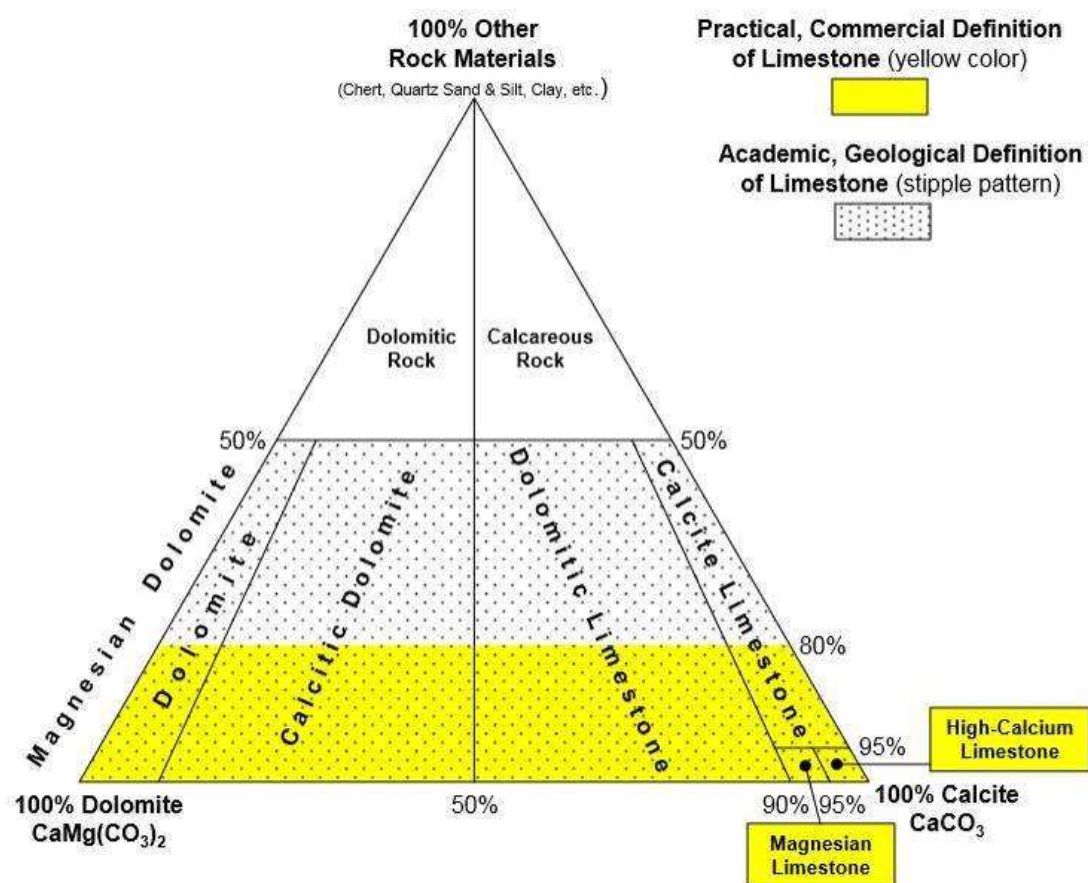 100% Other
Rock Materials
(Chert, Quartz Sand & Silt, Clay, etc.)
Practical, Commercial Definition
of Limestone (yellow color)
Academic, Geological Definition
of Limestone (stipple pattern)
Dolomitic
Rock
Calcareous
Rock
50%
50%
Magnesian Dolomite
Dolomite
Calcitic Dolomite
Dolomitic Limestone
Calcite Limestone
80%
95%
High-Calcium
Limestone
100% Dolomite
CaMg(CO₃)₂
50%
90%
95%
100% Calcite
CaCO₃
Magnesian
Limestone